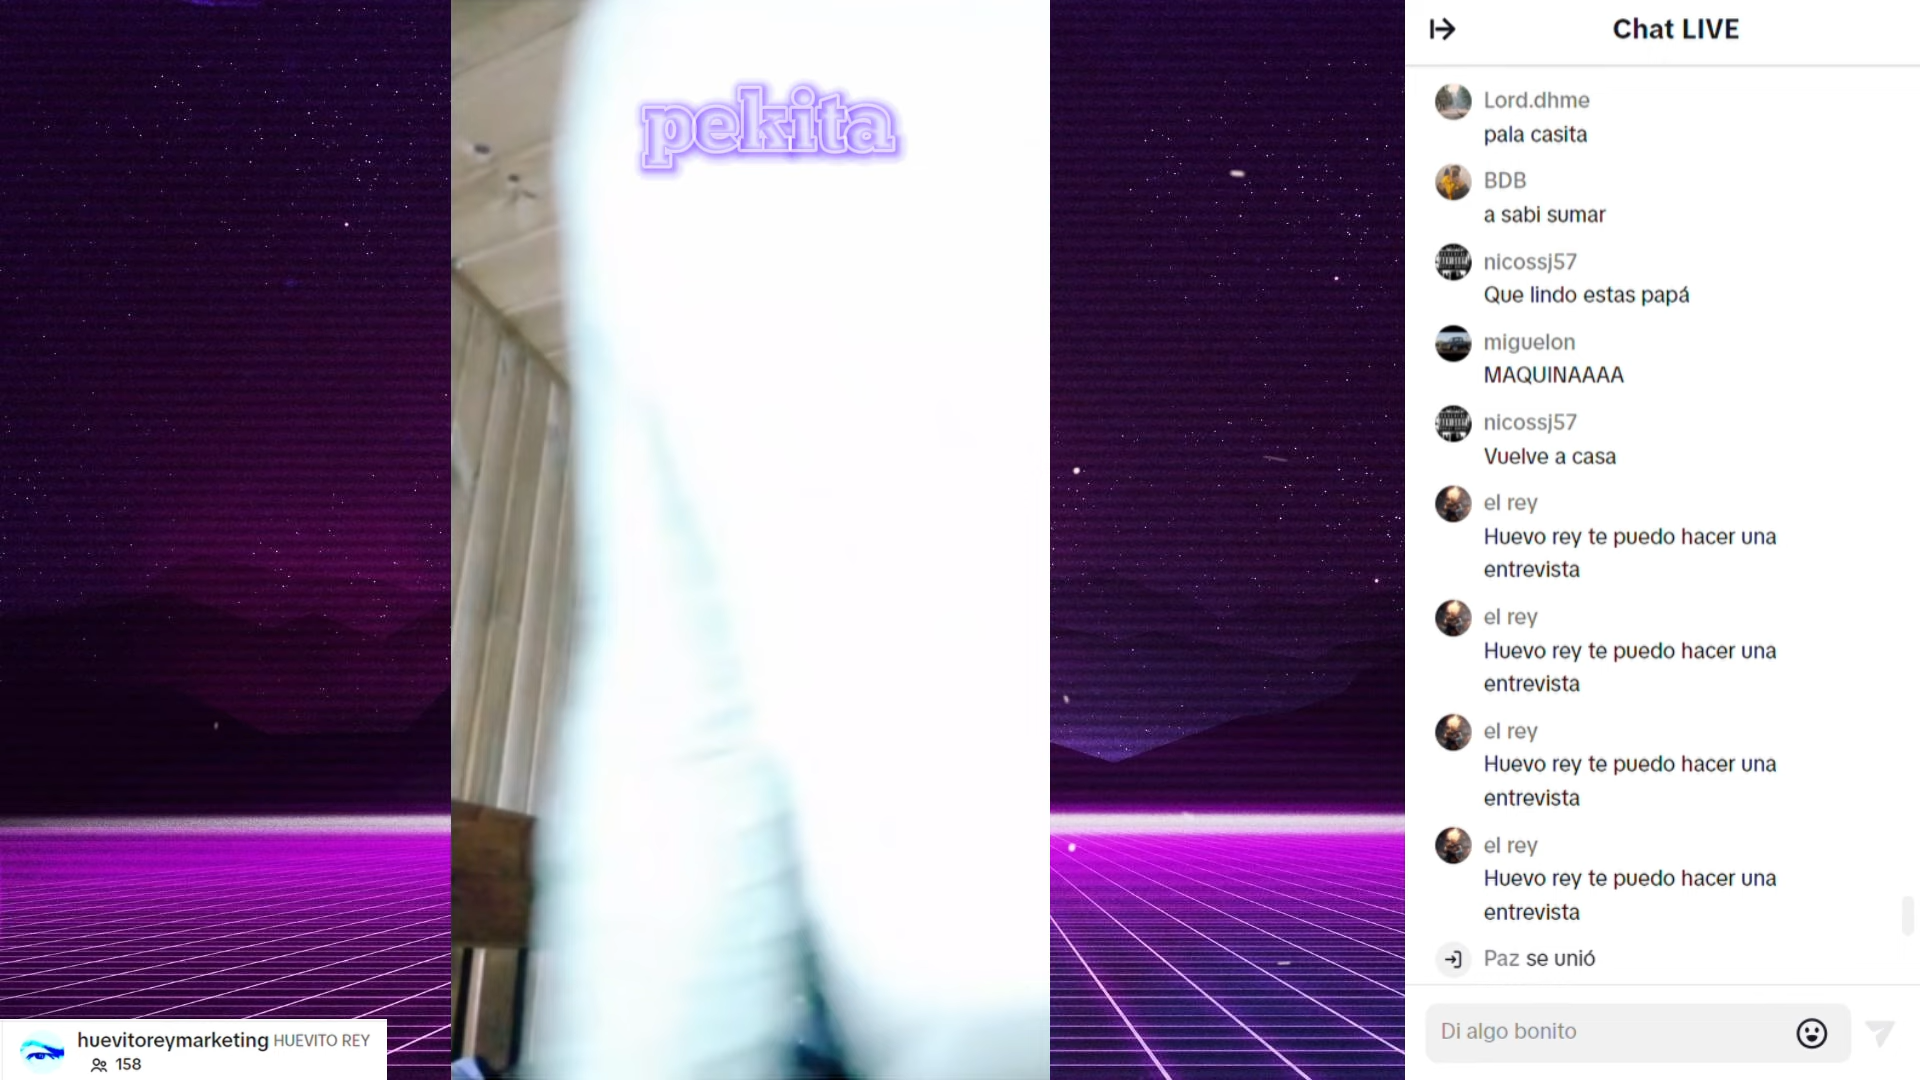 pekita
Chat LIVE
Lord.dhme
pala casita
BDB
a sabi sumar
nicossj57
Que lindo estas papá
miguelon
MAQUINAAAA
nicossj57
Vuelve a casa
el rey
Huevo rey te puedo hacer una
entrevista
el rey
Huevo rey te puedo hacer una
entrevista
el rey
Huevo rey te puedo hacer una
entrevista
el rey
Huevo rey te puedo hacer una
entrevista
Paz se unió
Di algo bonito
huevitoreymarketing HUEVITO REY
158